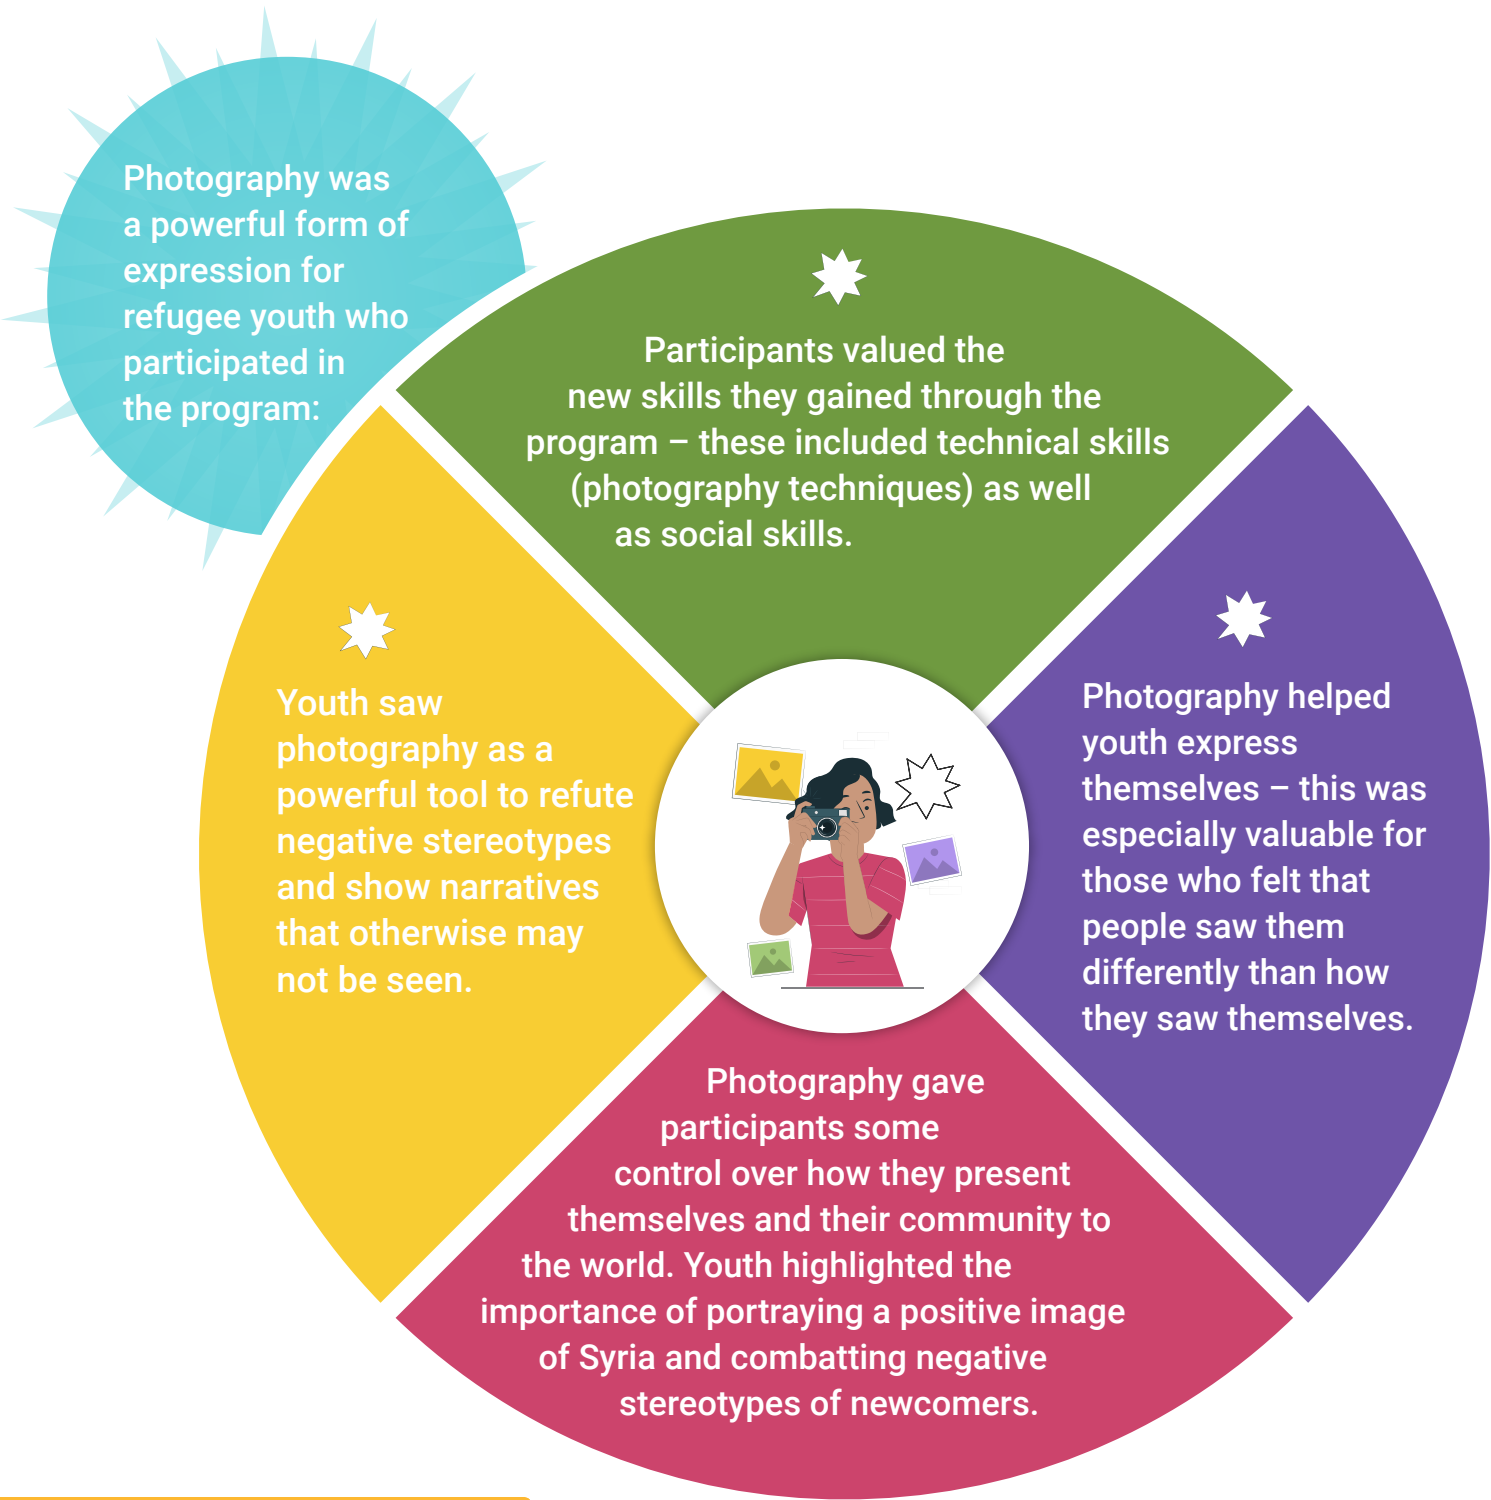 Photography was
a powerful form of
expression for
refugee youth who
participated in
the program:
Participants valued the
new skills they gained through the
program – these included technical skills
(photography techniques) as well
as social skills.
Photography helped
youth express
themselves – this was
especially valuable for
those who felt that
people saw them
differently than how
they saw themselves.
Photography gave
participants some
control over how they present
themselves and their community to
the world. Youth highlighted the
importance of portraying a positive image
of Syria and combatting negative
stereotypes of newcomers.
Youth saw
photography as a
powerful tool to refute
negative stereotypes
and show narratives
that otherwise may
not be seen.